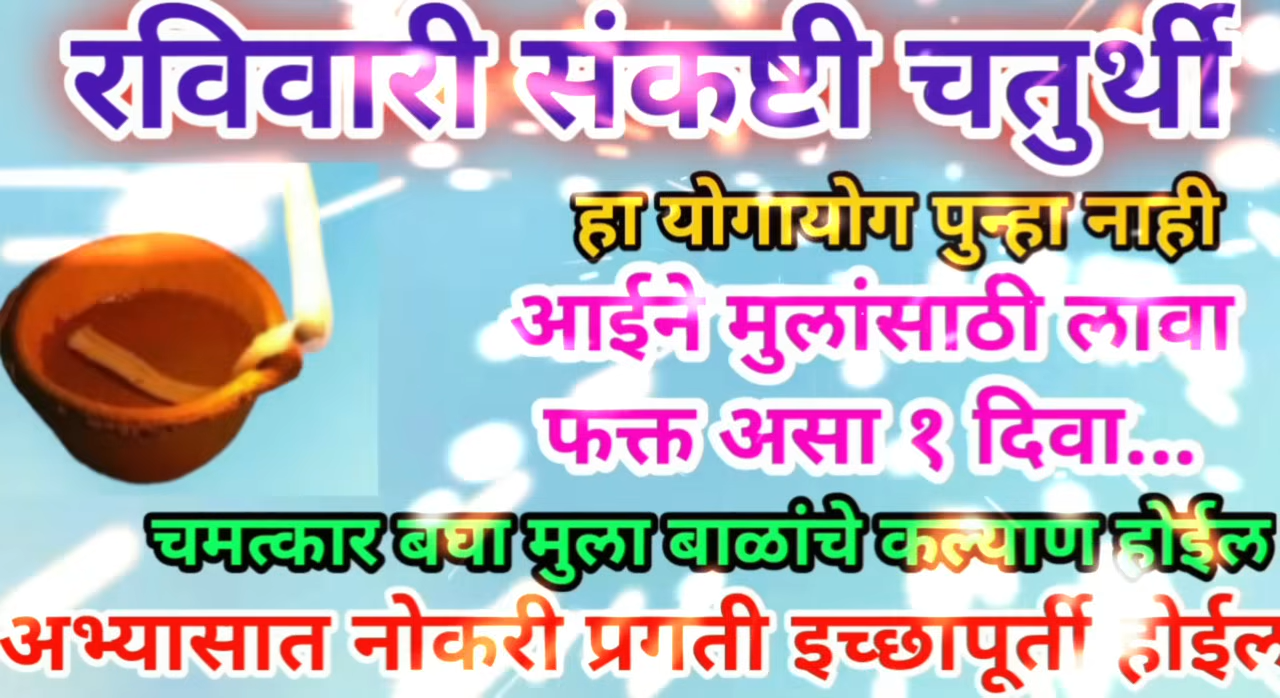 रविवारी संकष्टी चतुर्थी
हा योगायोग पुन्हा नाही
आईने मुलांसाठी लावा
फक्त असा १ दिवा...
चमत्कार बघा मुला बाळांचे कल्याण होईल
अभ्यासात नोकरी प्रगती इच्छापूर्ती होईल